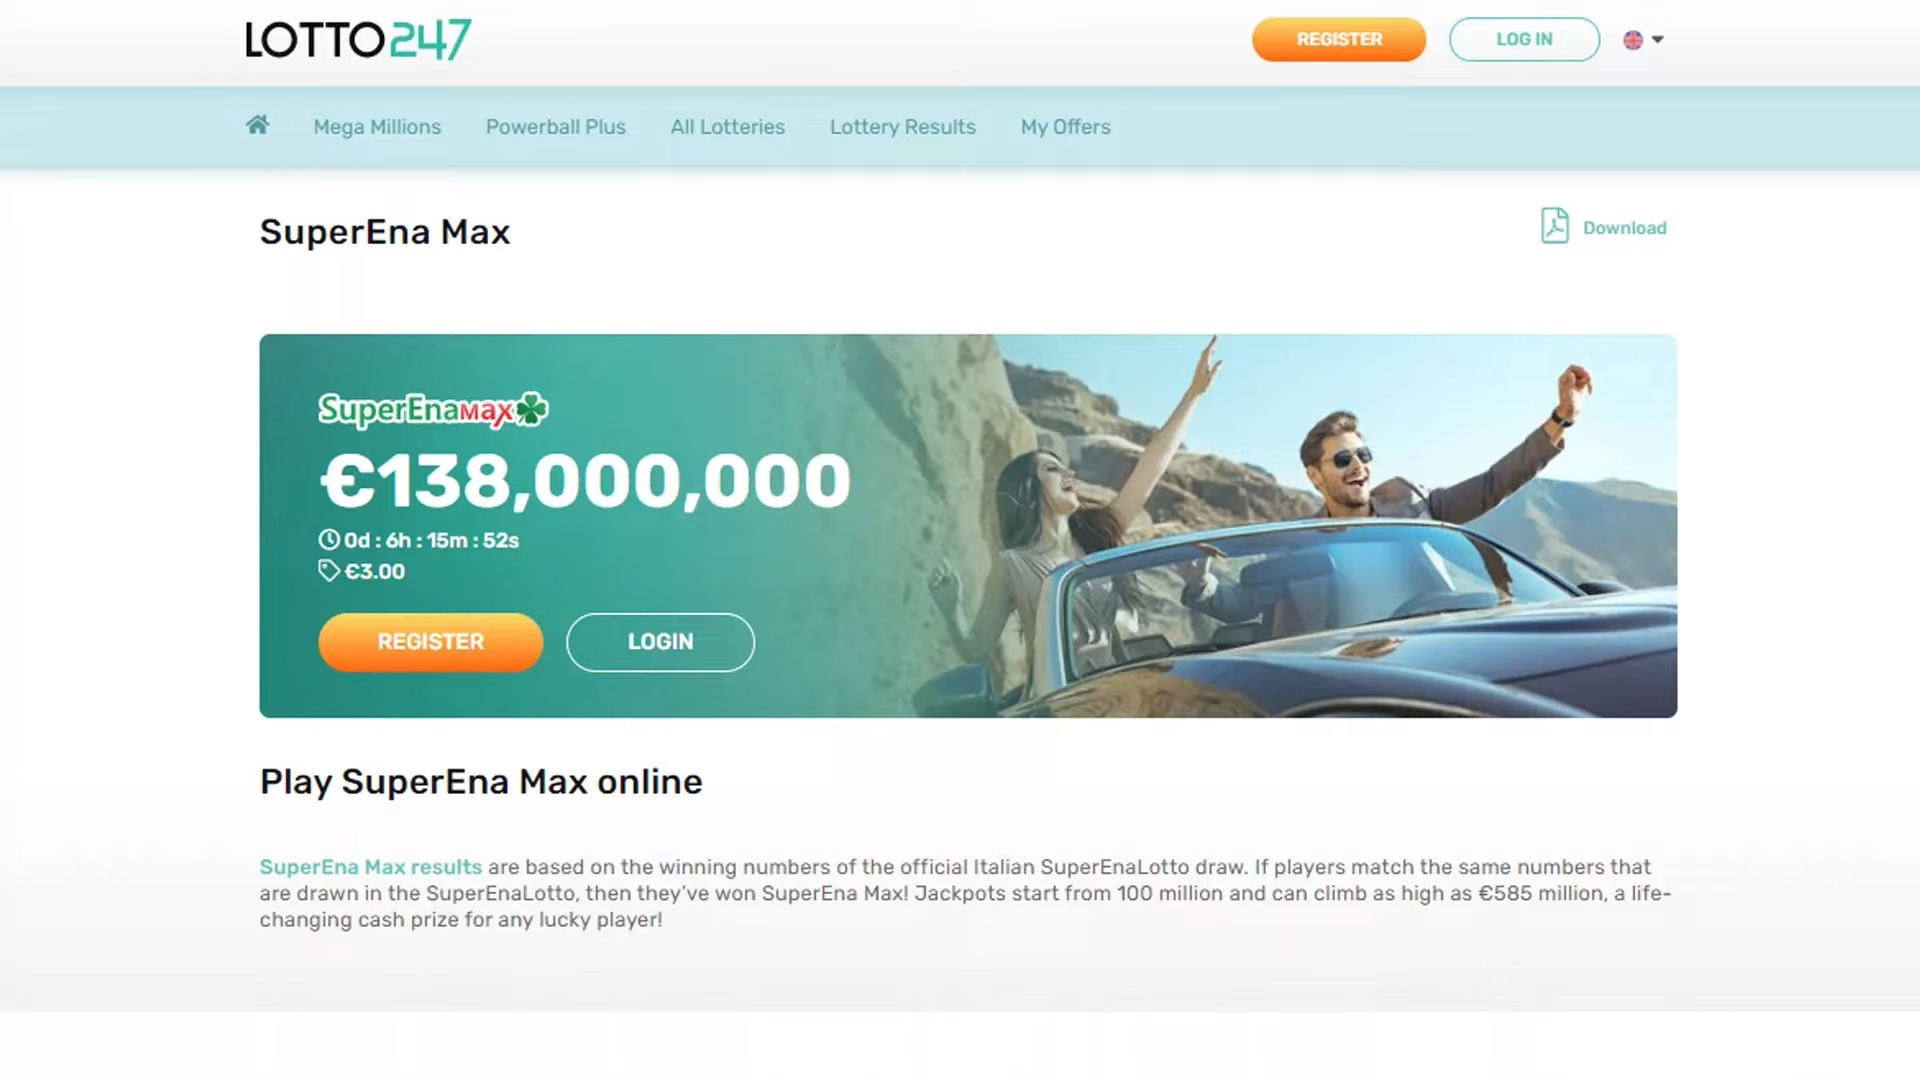 LOTTO247
REGISTER
LOG IN
Mega Millions
Powerball Plus
All Lotteries
Lottery Results
My Offers
SuperEna Max
Download
SuperEnaMax
€138,000,000
0d : 6h : 15m : 52s
€3.00
REGISTER
LOGIN
Play SuperEna Max online
SuperEna Max results are based on the winning numbers of the official Italian SuperEnaLotto draw. If players match the same numbers that
are drawn in the SuperEnaLotto, then they’ve won SuperEna Max! Jackpots start from 100 million and can climb as high as €585 million, a life-
changing cash prize for any lucky player!